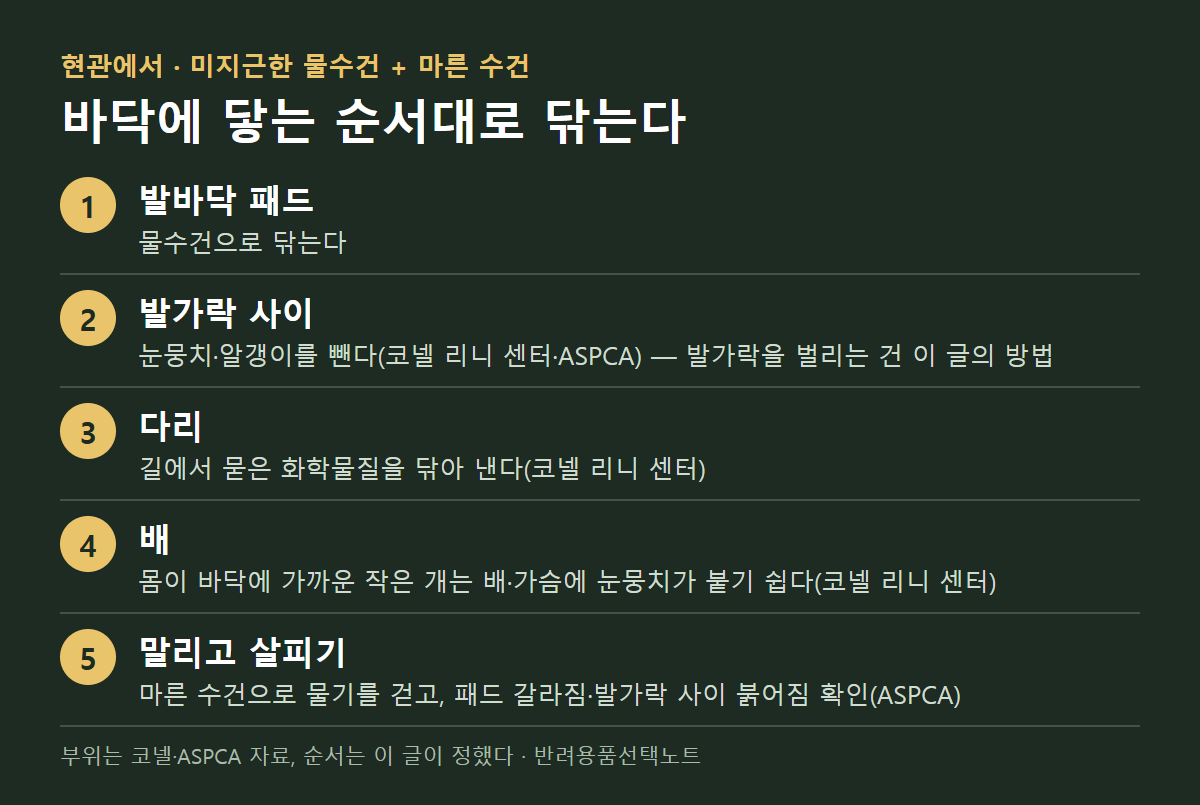 현관에서 · 미지근한 물수건 + 마른 수건
바닥에 닿는 순서대로 닦는다
1
발바닥 패드
물수건으로 닦는다
2
발가락 사이
눈뭉치·알갱이를 뺀다(코넬 리니 센터·ASPCA) — 발가락을 벌리는 건 이 글의 방법
3
다리
길에서 묻은 화학물질을 닦아 낸다(코넬 리니 센터)
4
배
몸이 바닥에 가까운 작은 개는 배·가슴에 눈뭉치가 붙기 쉽다(코넬 리니 센터)
5
말리고 살피기
마른 수건으로 물기를 걷고, 패드 갈라짐·발가락 사이 붉어짐 확인(ASPCA)
부위는 코넬·ASPCA 자료, 순서는 이 글이 정했다 · 반려용품선택노트